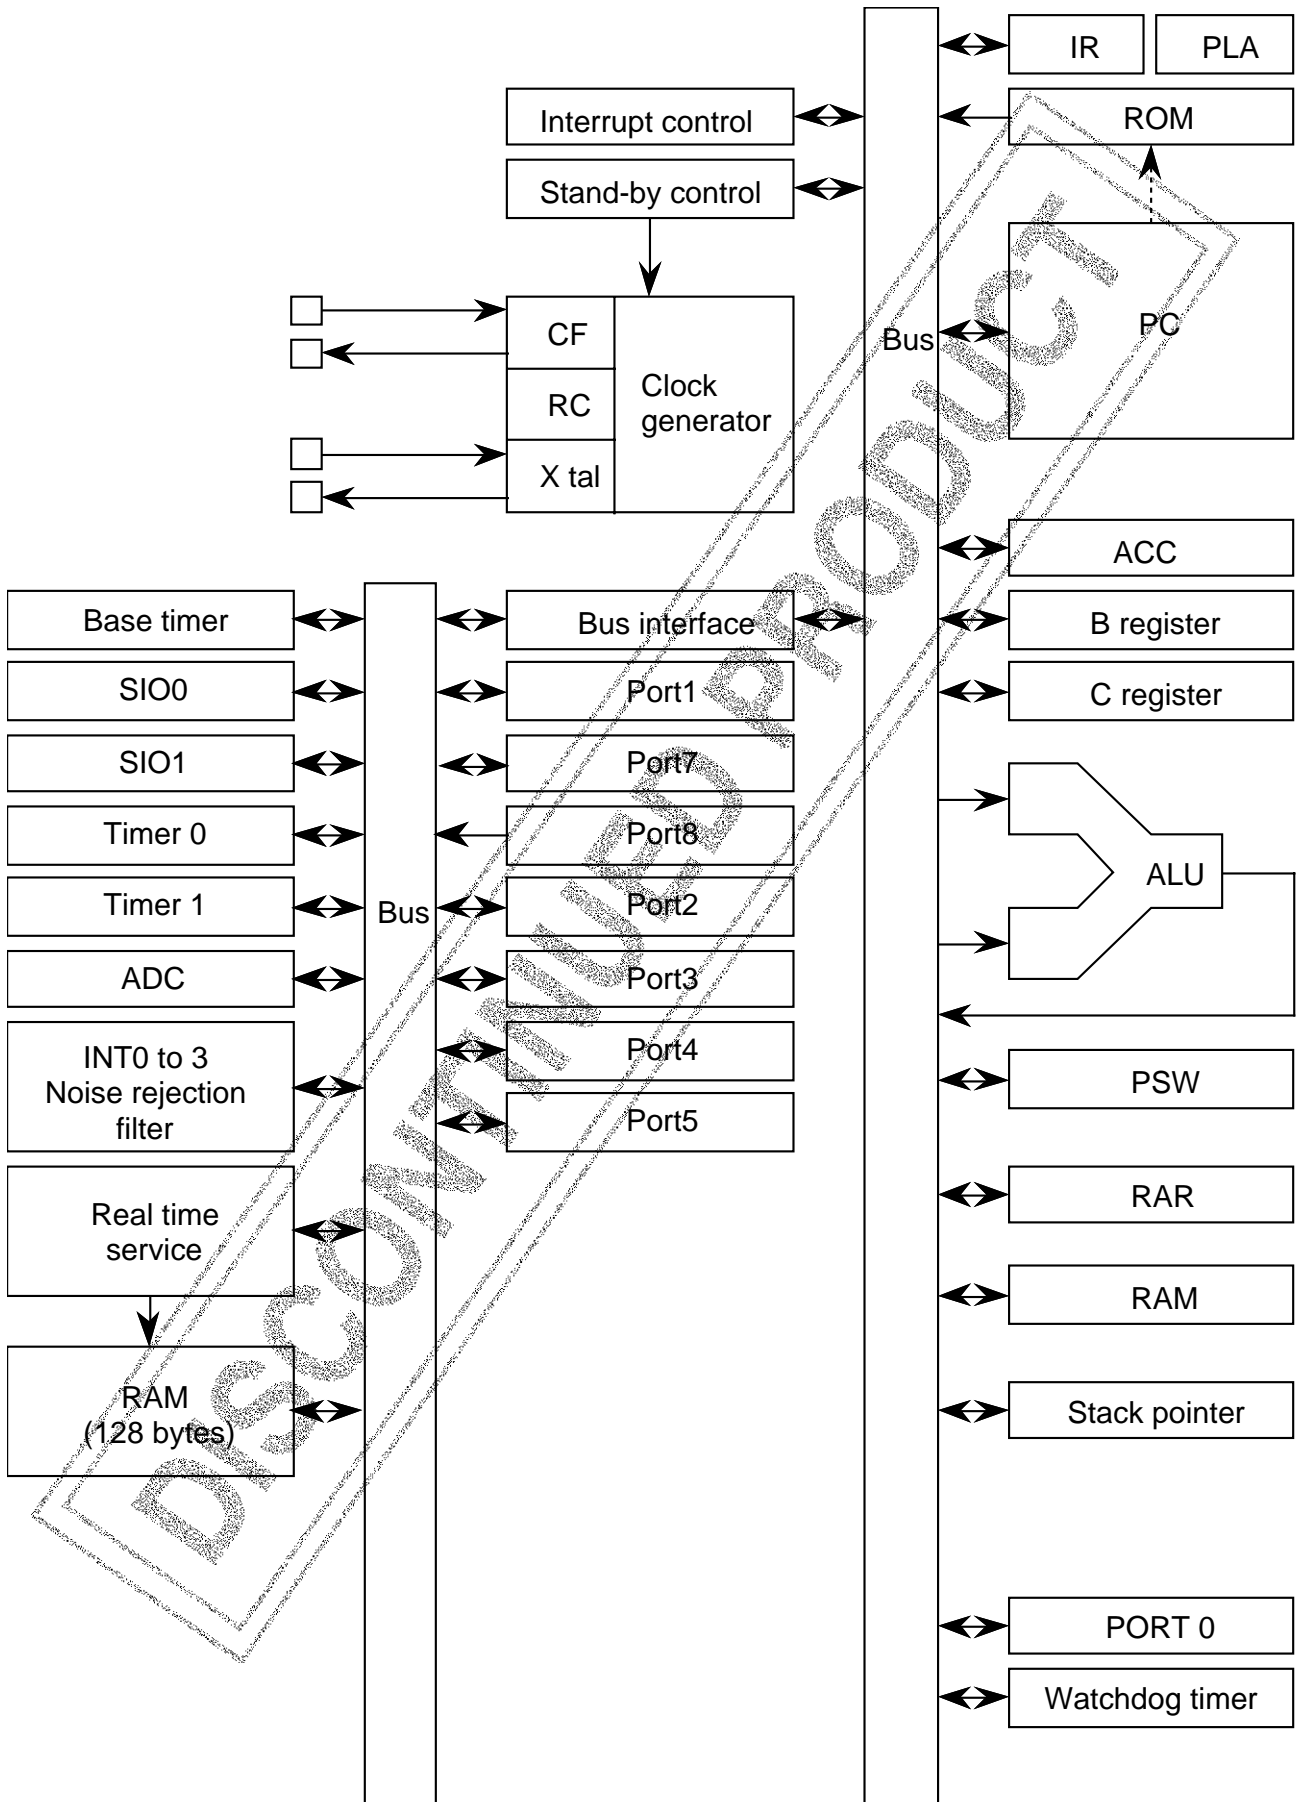 IR
PLA
Interrupt control
ROM
Stand-by control
CF
Bus
PC
RC
Clock
generator
X tal
ACC
Base timer
Bus interface
B register
SIO0
Port1
C register
SIO1
Port7
Timer 0
Port8
ALU
Timer 1
Bus
Port2
ADC
Port3
INT0 to 3
Noise rejection
filter
Port4
PSW
Port5
Real time
service
RAR
RAM
RAM
(128 bytes)
Stack pointer
PORT 0
Watchdog timer
DISCONTINUED PRODUCT